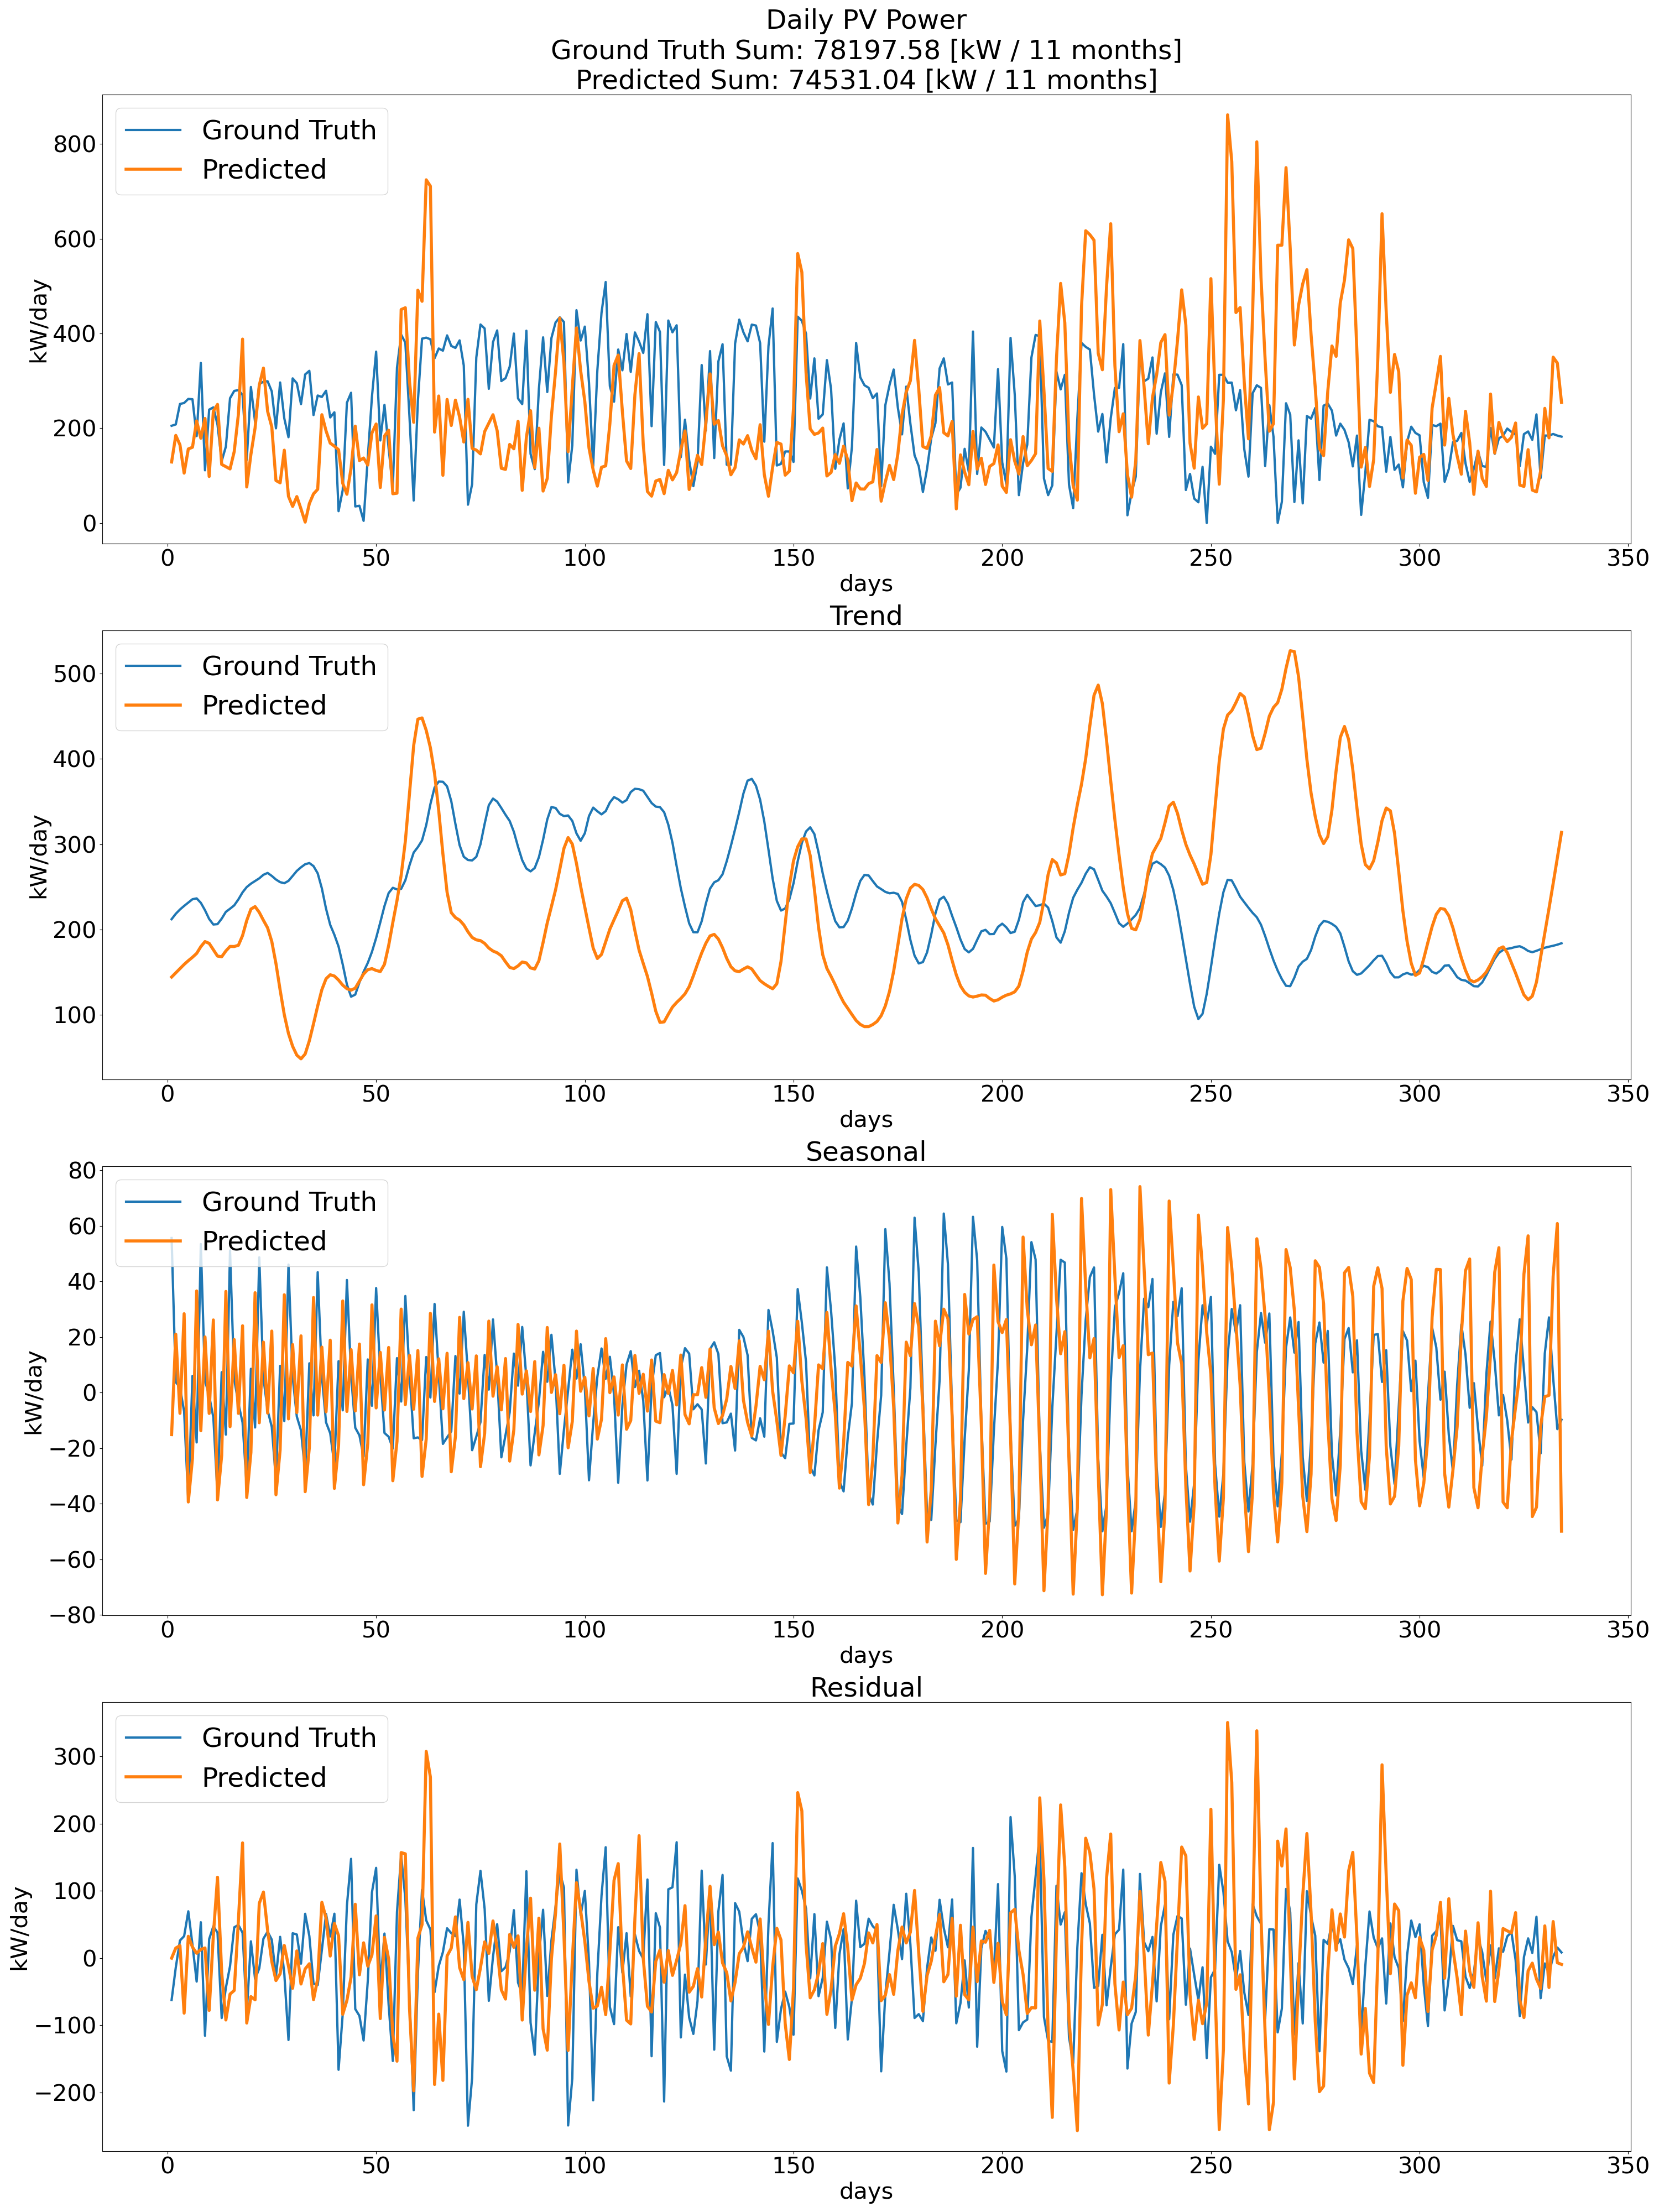 Daily PV Power
Ground Truth Sum: 78197.58 [kW / 11 months]
Predicted Sum: 74531.04 [kW / 11 months]
Ground Truth
Predicted
kW/day
800
600
400
200
0
0 50 100 150 200 250 300 350
days
Trend
Ground Truth
Predicted
kW/day
500
400
300
200
100
0 50 100 150 200 250 300 350
days
Seasonal
Ground Truth
Predicted
kW/day
80
60
40
20
0
−20
−40
−60
−80
0 50 100 150 200 250 300 350
days
Residual
Ground Truth
Predicted
kW/day
300
200
100
0
−100
−200
0 50 100 150 200 250 300 350
days